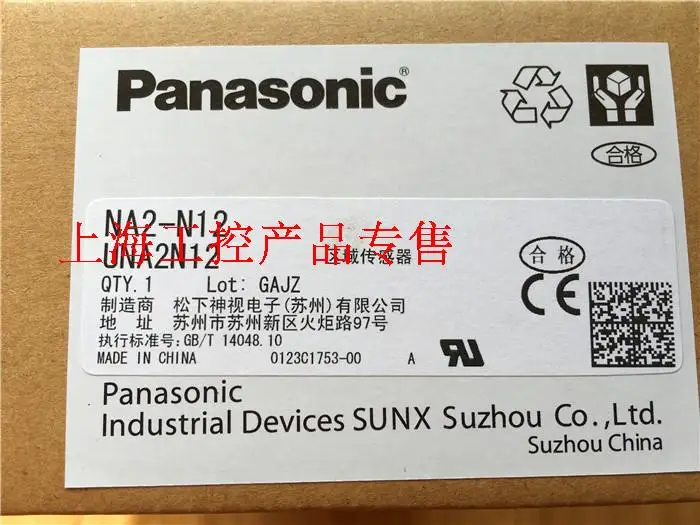 Panasonic®
合格
NA2-N12
上海工控产品专售
UNA2N12 区域传感器
合格
QTY.1 Lot: GAJZ
CE
制造商 松下神视电子(苏州)有限公司
地 址 苏州市苏州新区火炬路97号
执行标准号:GB/T 14048.10
MADE IN CHINA 0123C1753-00 A
Panasonic
Industrial Devices SUNX Suzhou Co.,Ltd.
Suzhou China